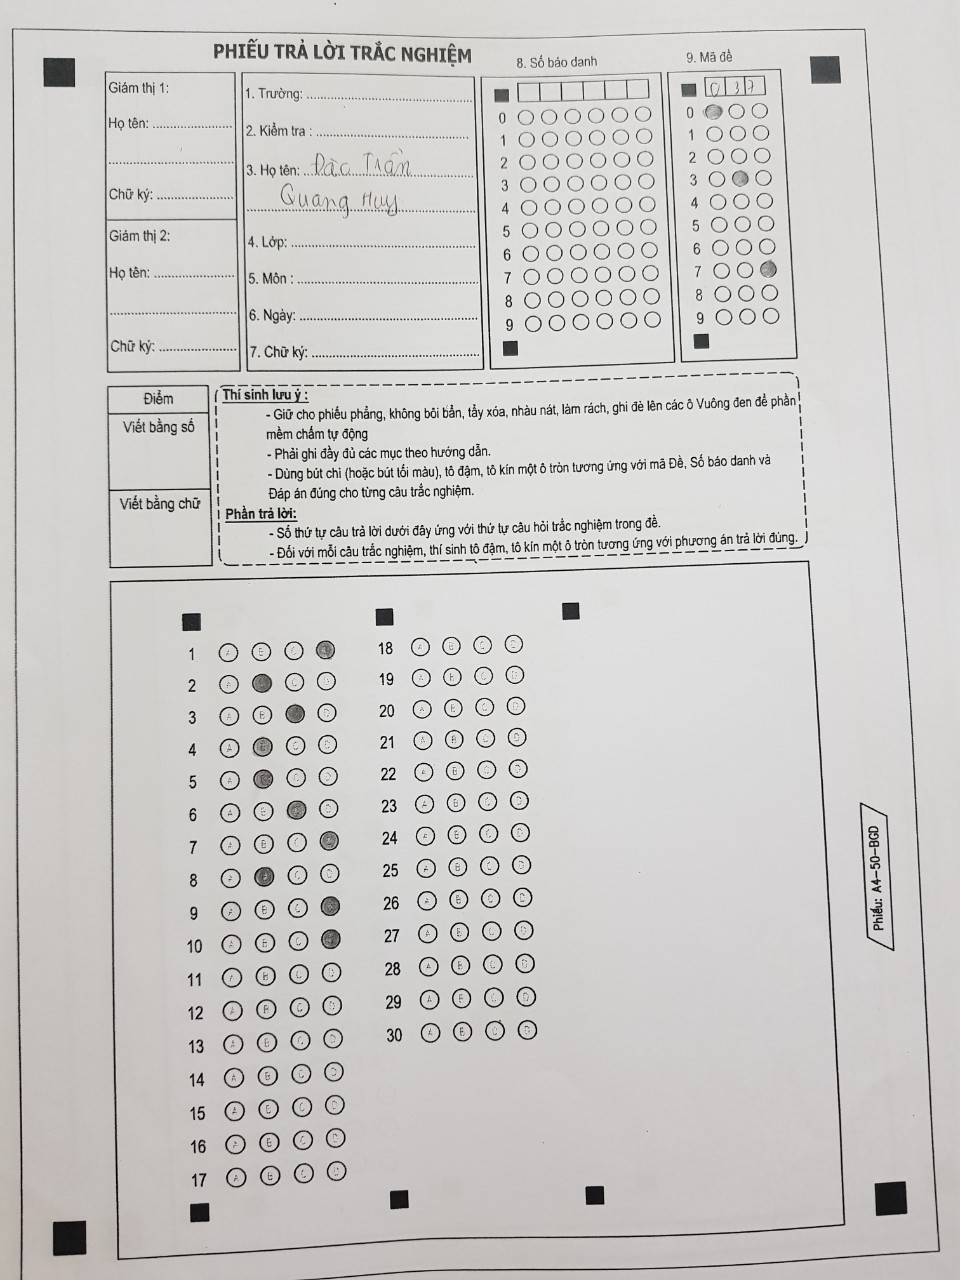 PHIẾU TRẢ LỜI TRẮC NGHIỆM
Giám thị 1:
Họ tên: ........................
........................
Chữ ký: ........................
Giám thị 2:
Họ tên: ........................
........................
Chữ ký: ........................
1. Trường: ........................
2. Kiểm tra : ........................
3. Họ tên: Đắc Trần
Quang Huy
4. Lớp: ........................
5. Môn : ........................
6. Ngày: ........................
7. Chữ ký: ........................
8. Số báo danh
0
1
2
3
4
5
6
7
8
9
9. Mã đề
0 3 7
0
1
2
3
4
5
6
7
8
9
Điểm
Viết bằng số
Viết bằng chữ
Thí sinh lưu ý :
- Giữ cho phiếu phẳng, không bôi bẩn, tẩy xóa, nhàu nát, làm rách, ghi đè lên các ô Vuông đen để phần
mềm chấm tự động
- Phải ghi đầy đủ các mục theo hướng dẫn.
- Dùng bút chì (hoặc bút tối màu), tô đậm, tô kín một ô tròn tương ứng với mã Đề, Số báo danh và
Đáp án đúng cho từng câu trắc nghiệm.
Phần trả lời:
- Số thứ tự câu trả lời dưới đây ứng với thứ tự câu hỏi trắc nghiệm trong đề.
- Đối với mỗi câu trắc nghiệm, thí sinh tô đậm, tô kín một ô tròn tương ứng với phương án trả lời đúng.
1 A B C
2 A C D
3 A B D
4 A C D
5 A C D
6 A B D
7 A B C
8 A C D
9 A B C
10 A B C
11 A B C D
12 A B C D
13 A B C D
14 A B C D
15 A B C D
16 A B C D
17 A B C D
18 A B C D
19 A B C D
20 A B C D
21 A B C D
22 A B C D
23 A B C D
24 A B C D
25 A B C D
26 A B C D
27 A B C D
28 A B C D
29 A B C D
30 A B C D
Phiếu: A4-50-BGD